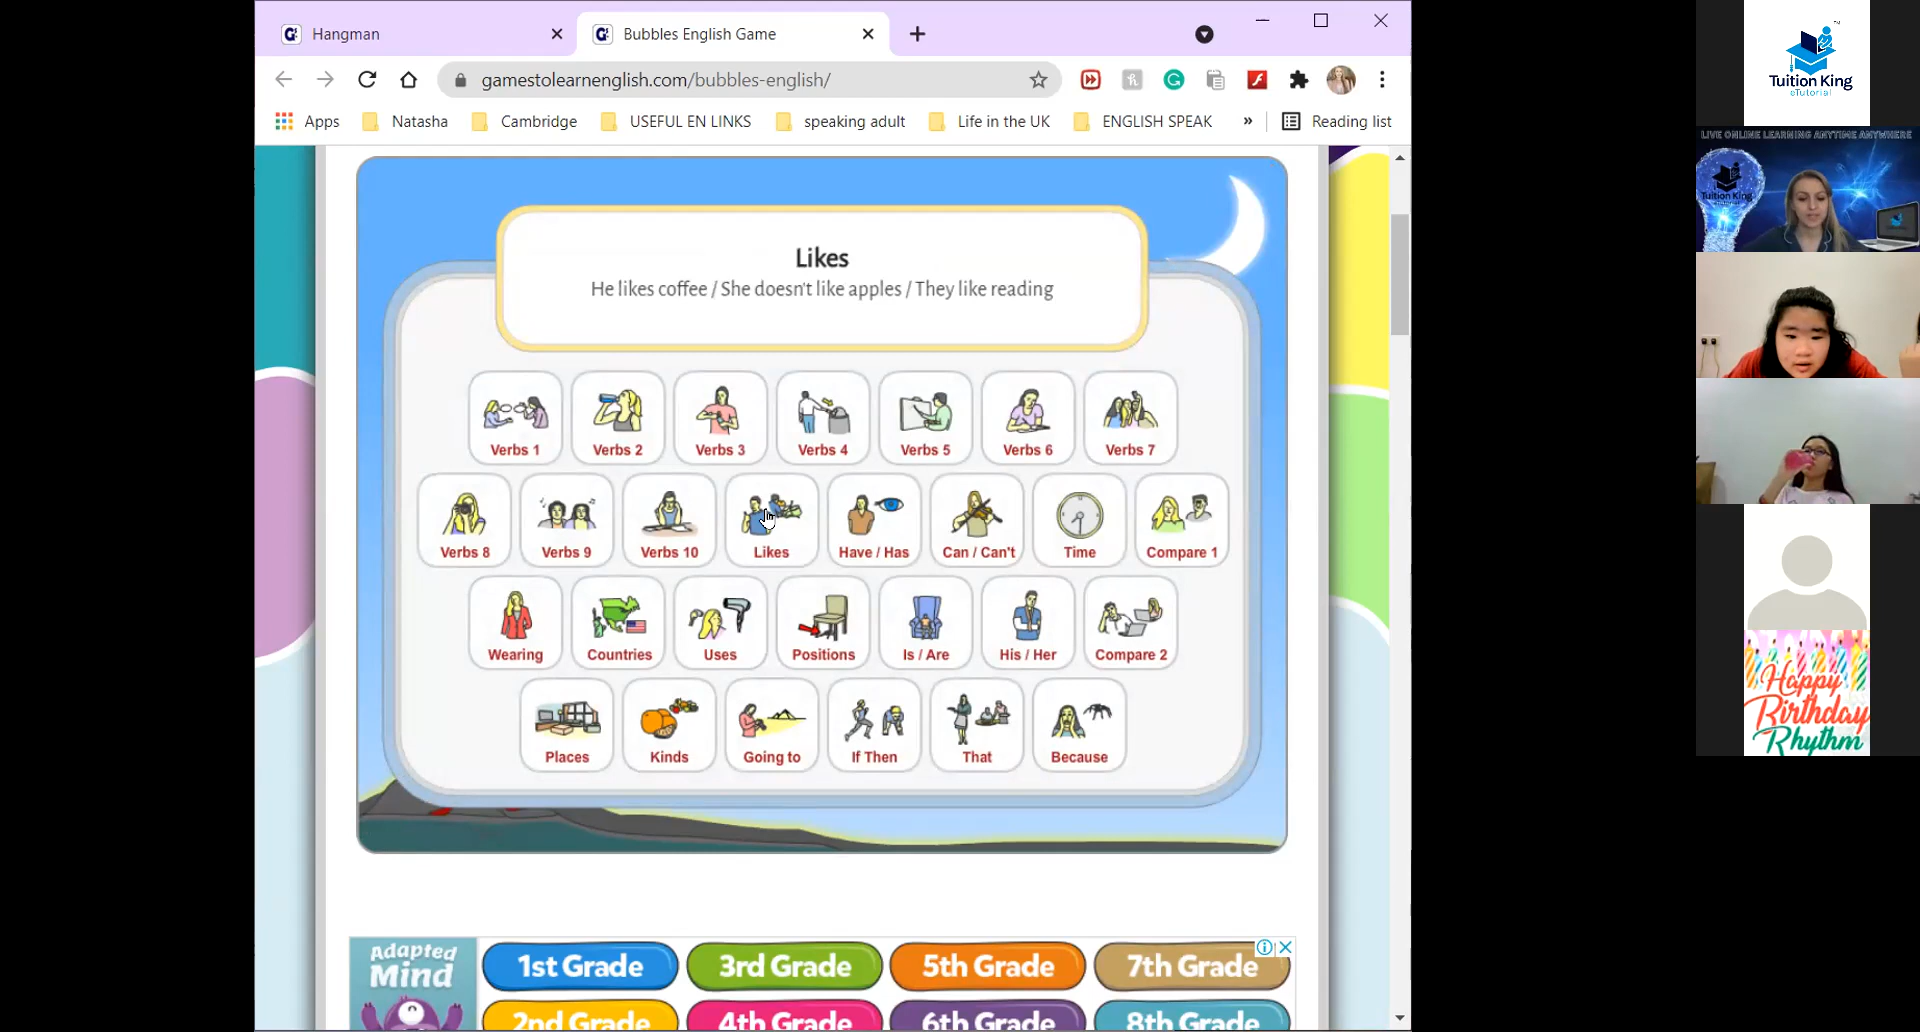 Hangman
Bubbles English Game
gamestolearnenglish.com/bubbles-english/
Apps
Natasha
Cambridge
USEFUL EN LINKS
speaking adult
Life in the UK
ENGLISH SPEAK
»
Reading list
Likes
He likes coffee / She doesn't like apples / They like reading
Verbs 1
Verbs 2
Verbs 3
Verbs 4
Verbs 5
Verbs 6
Verbs 7
Verbs 8
Verbs 9
Verbs 10
Likes
Have / Has
Can / Can't
Time
Compare 1
Wearing
Countries
Uses
Positions
Is / Are
His / Her
Compare 2
Places
Kinds
Going to
If Then
That
Because
Adapted
Mind
1st Grade
3rd Grade
5th Grade
7th Grade
2nd Grade
4th Grade
6th Grade
8th Grade
Tuition King
eTutorial
LIVE ONLINE LEARNING ANYTIME ANYWHERE
Tuition King
eTutorial
Happy
Birthday
Rhythm